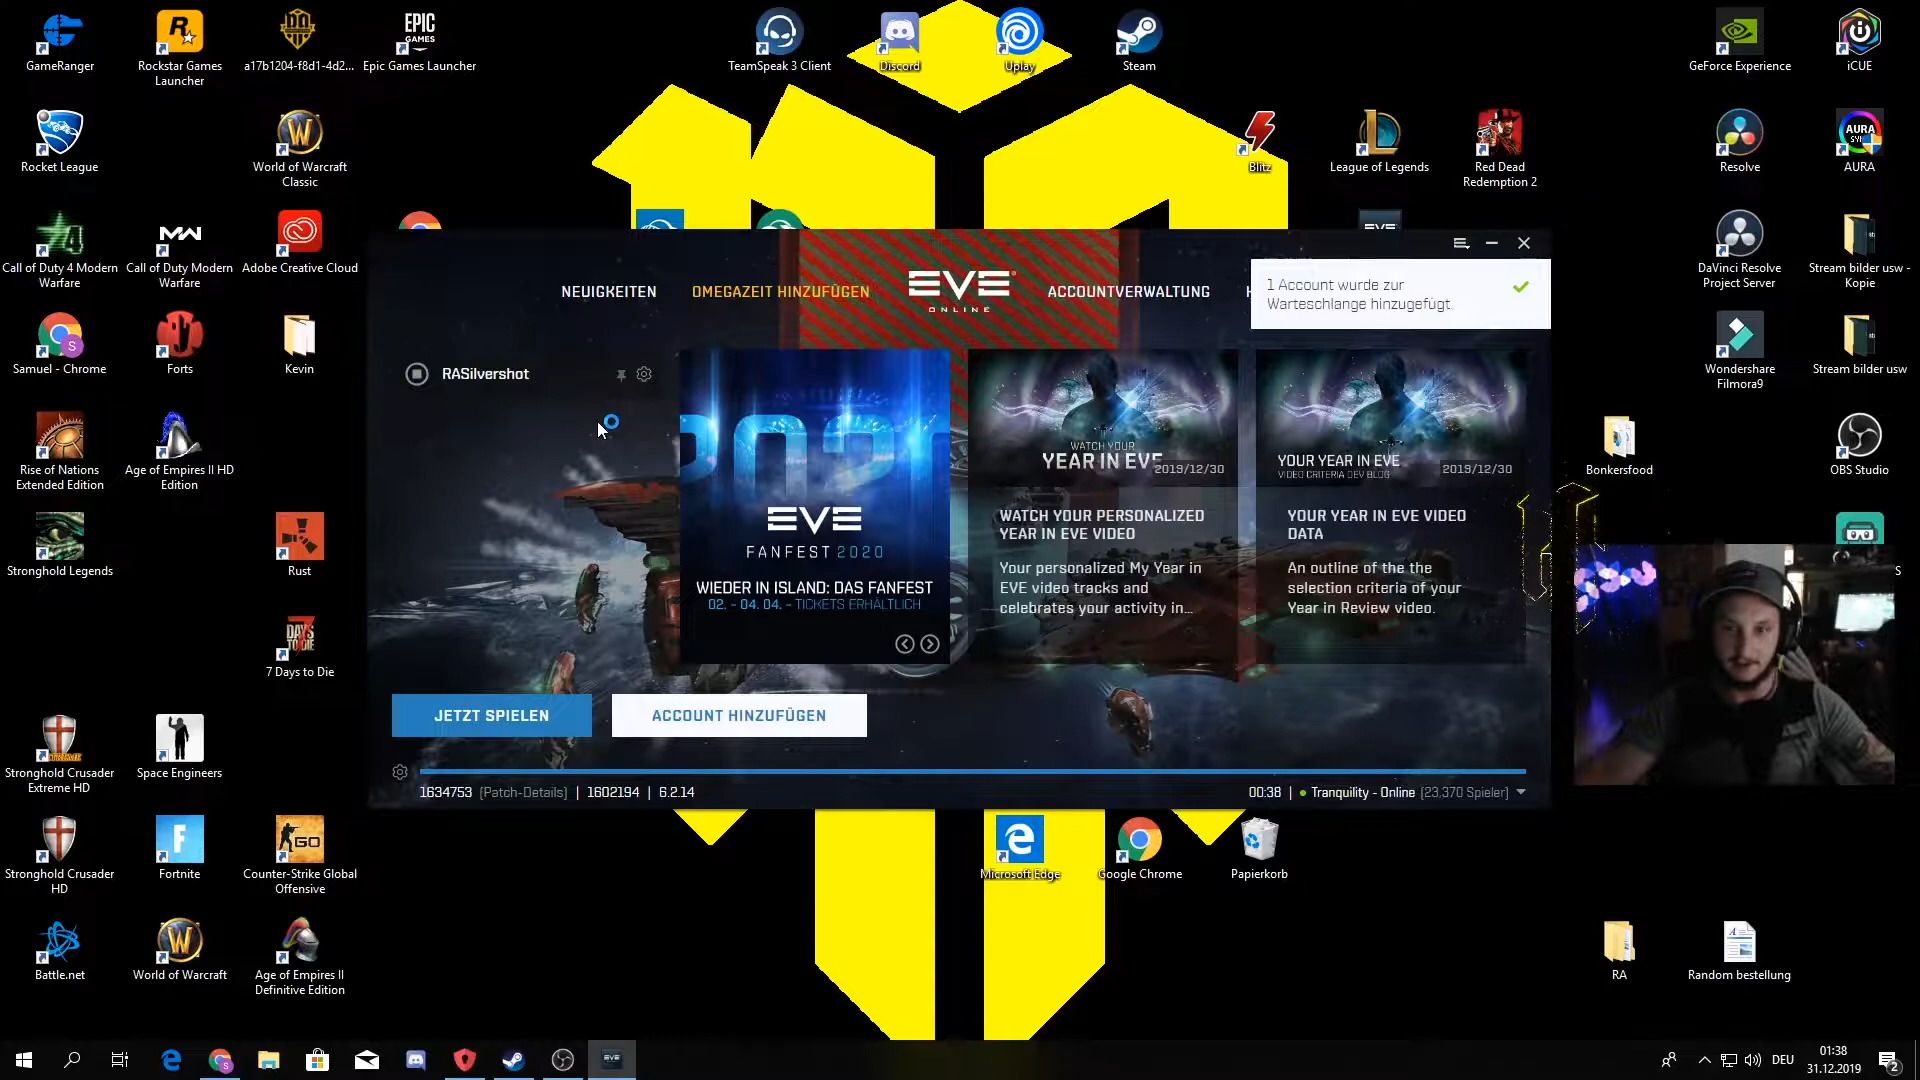 GameRanger
Rockstar Games
Launcher
a17b1204-f8d1-4d2...
EPIC
GAMES
Epic Games Launcher
TeamSpeak 3 Client
Discord
Uplay
Steam
GeForce Experience
iCUE
Rocket League
World of Warcraft
Classic
Blitz
League of Legends
Red Dead
Redemption 2
Resolve
AURA
AURA
Call of Duty 4 Modern
Warfare
Call of Duty Modern
Warfare
Adobe Creative Cloud
DaVinci Resolve
Project Server
Stream bilder usw -
Kopie
NEUIGKEITEN
OMEGAZEIT HINZUFÜGEN
EVE
ONLINE
ACCOUNTVERWALTUNG
1 Account wurde zur
Warteschlange hinzugefügt.
Samuel - Chrome
Forts
Kevin
Wondershare
Filmora9
Stream bilder usw
RASilvershot
EVE
FANFEST 2020
WIEDER IN ISLAND: DAS FANFEST
02. - 04. 04. - TICKETS ERHÄLTLICH
WATCH YOUR
YEAR IN EVE
2019/12/30
WATCH YOUR PERSONALIZED
YEAR IN EVE VIDEO
Your personalized My Year in
EVE video tracks and
celebrates your activity in...
YOUR YEAR IN EVE
VIDEO CRITERIA DEV BLOG
2019/12/30
YOUR YEAR IN EVE VIDEO
DATA
An outline of the the
selection criteria of your
Year in Review video.
Rise of Nations
Extended Edition
Age of Empires II HD
Edition
Bonkersfood
OBS Studio
Stronghold Legends
Rust
7 Days to Die
JETZT SPIELEN
ACCOUNT HINZUFÜGEN
1634753 [Patch-Details] | 1602194 | 6.2.14
00:38 | Tranquility - Online [23,370 Spieler]
Stronghold Crusader
Extreme HD
Space Engineers
Stronghold Crusader
HD
Fortnite
Counter-Strike Global
Offensive
Microsoft Edge
Google Chrome
Papierkorb
Battle.net
World of Warcraft
Age of Empires II
Definitive Edition
RA
Random bestellung
DEU
01:38
31.12.2019
2